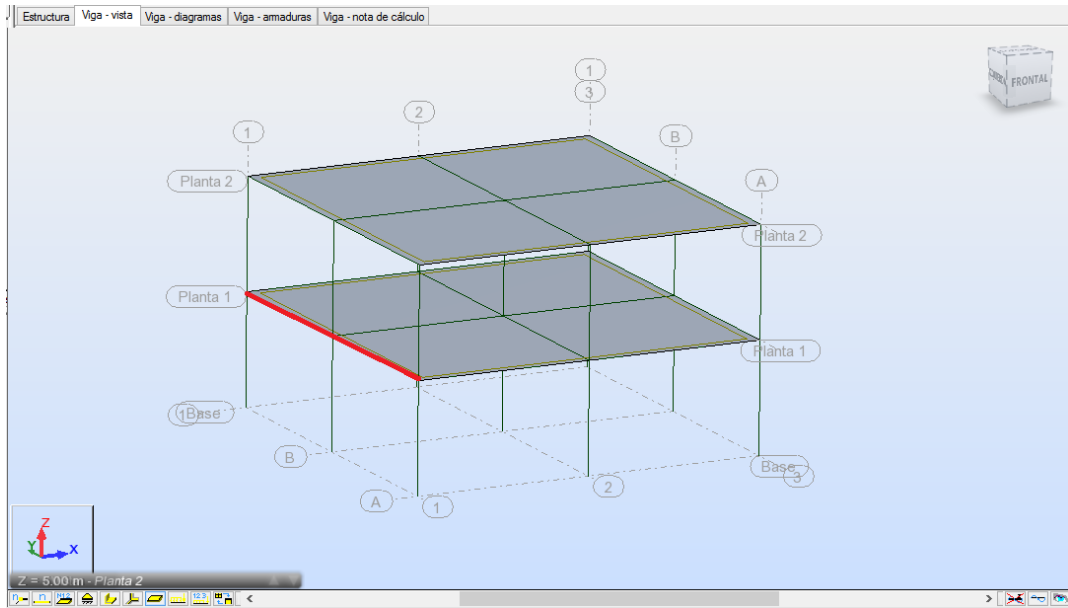 Estructura Viga - vista Viga - diagramas Viga - armaduras Viga - nota de cálculo
FRONTAL
1
3
2
1
B
A
Planta 2
Planta 2
Planta 1
Planta 1
1
Base
B
Base
3
A
1
2
Z
Y
X
Z = 5.00 m - Planta 2